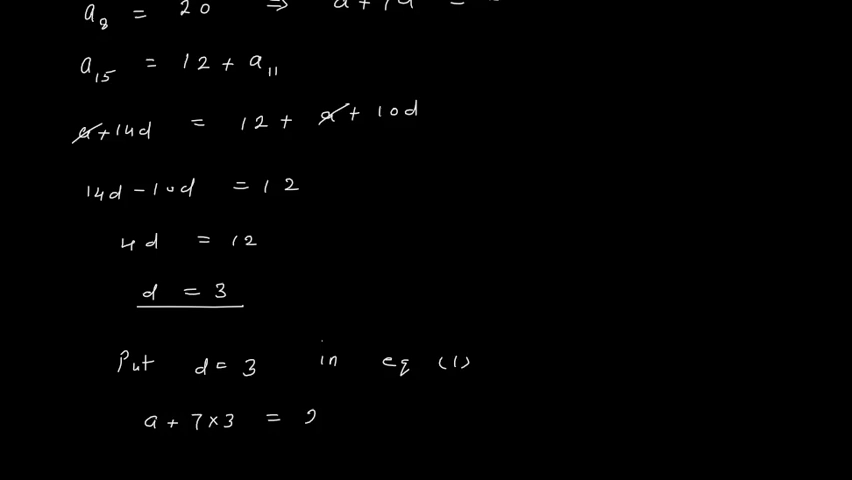 a₈ = 20 ⇒ a + 7d =
a₁₅ = 12 + a₁₁
a + 14d = 12 + a + 10d
14d - 10d = 12
4d = 12
d = 3
Put d = 3 in eq (1)
a + 7 × 3 =